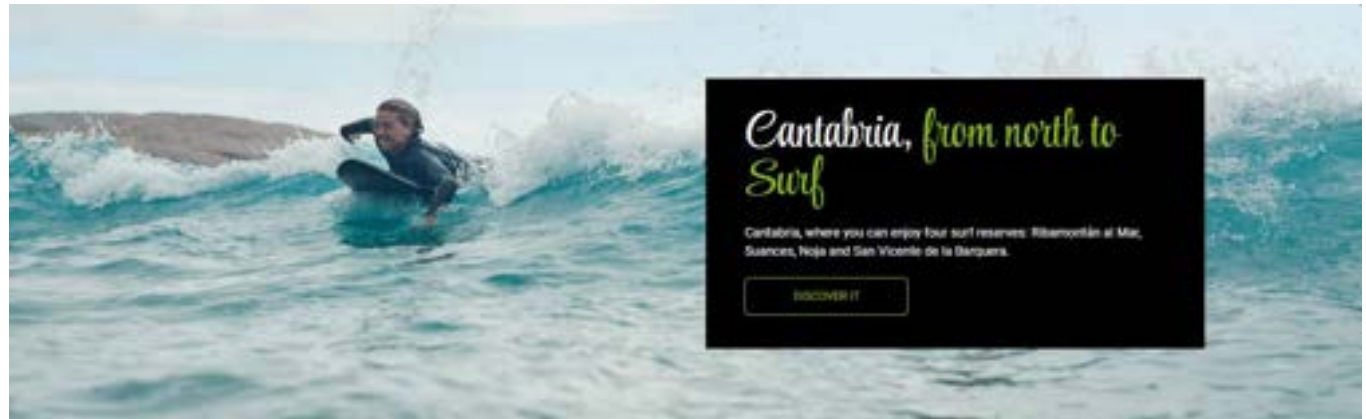 Cantabria, from north to
Surf
Cantabria, where you can enjoy four surf reserves: Ribamontán al Mar,
Suances, Noja and San Vicente de la Barquera.
DISCOVER IT